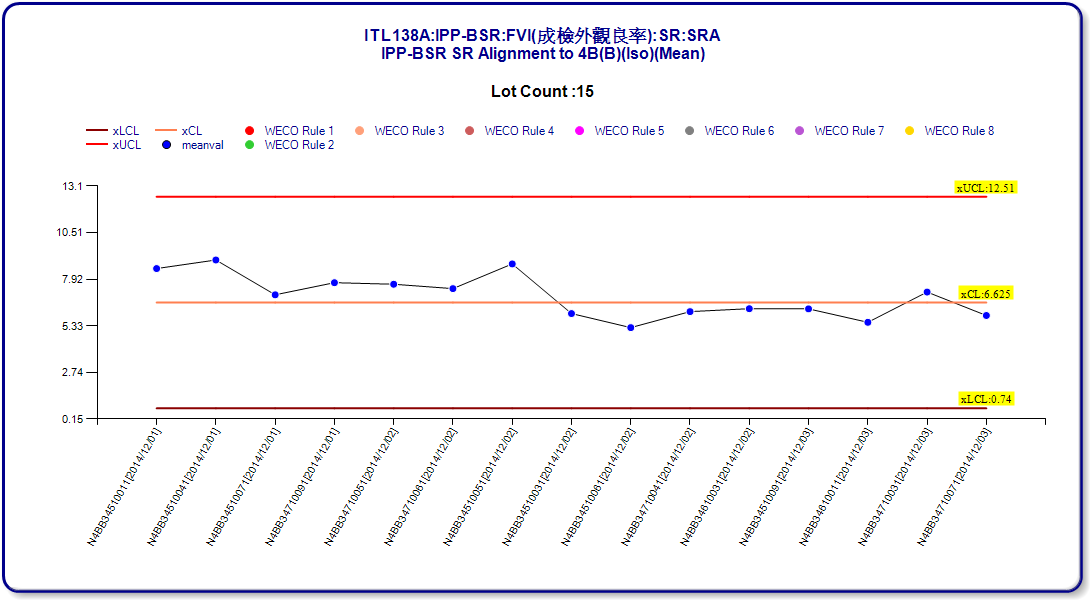 ITL138A:IPP-BSR:FVI(成檢外觀良率):SR:SRA
IPP-BSR SR Alignment to 4B(B)(Iso)(Mean)
Lot Count :15
xLCL xCL WECO Rule 1 WECO Rule 3 WECO Rule 4 WECO Rule 5 WECO Rule 6 WECO Rule 7 WECO Rule 8
xUCL meanval WECO Rule 2
13.1
xUCL:12.51
10.51
7.92
xCL:6.625
5.33
2.74
xLCL:0.74
0.15
N4BB34510011[2014/12/01]
N4BB34510041[2014/12/01]
N4BB34510071[2014/12/01]
N4BB34710091[2014/12/01]
N4BB34710051[2014/12/02]
N4BB34710061[2014/12/02]
N4BB34510051[2014/12/02]
N4BB34510031[2014/12/02]
N4BB34510061[2014/12/02]
N4BB34710041[2014/12/02]
N4BB34610031[2014/12/02]
N4BB34510091[2014/12/03]
N4BB34610011[2014/12/03]
N4BB34710031[2014/12/03]
N4BB34710071[2014/12/03]